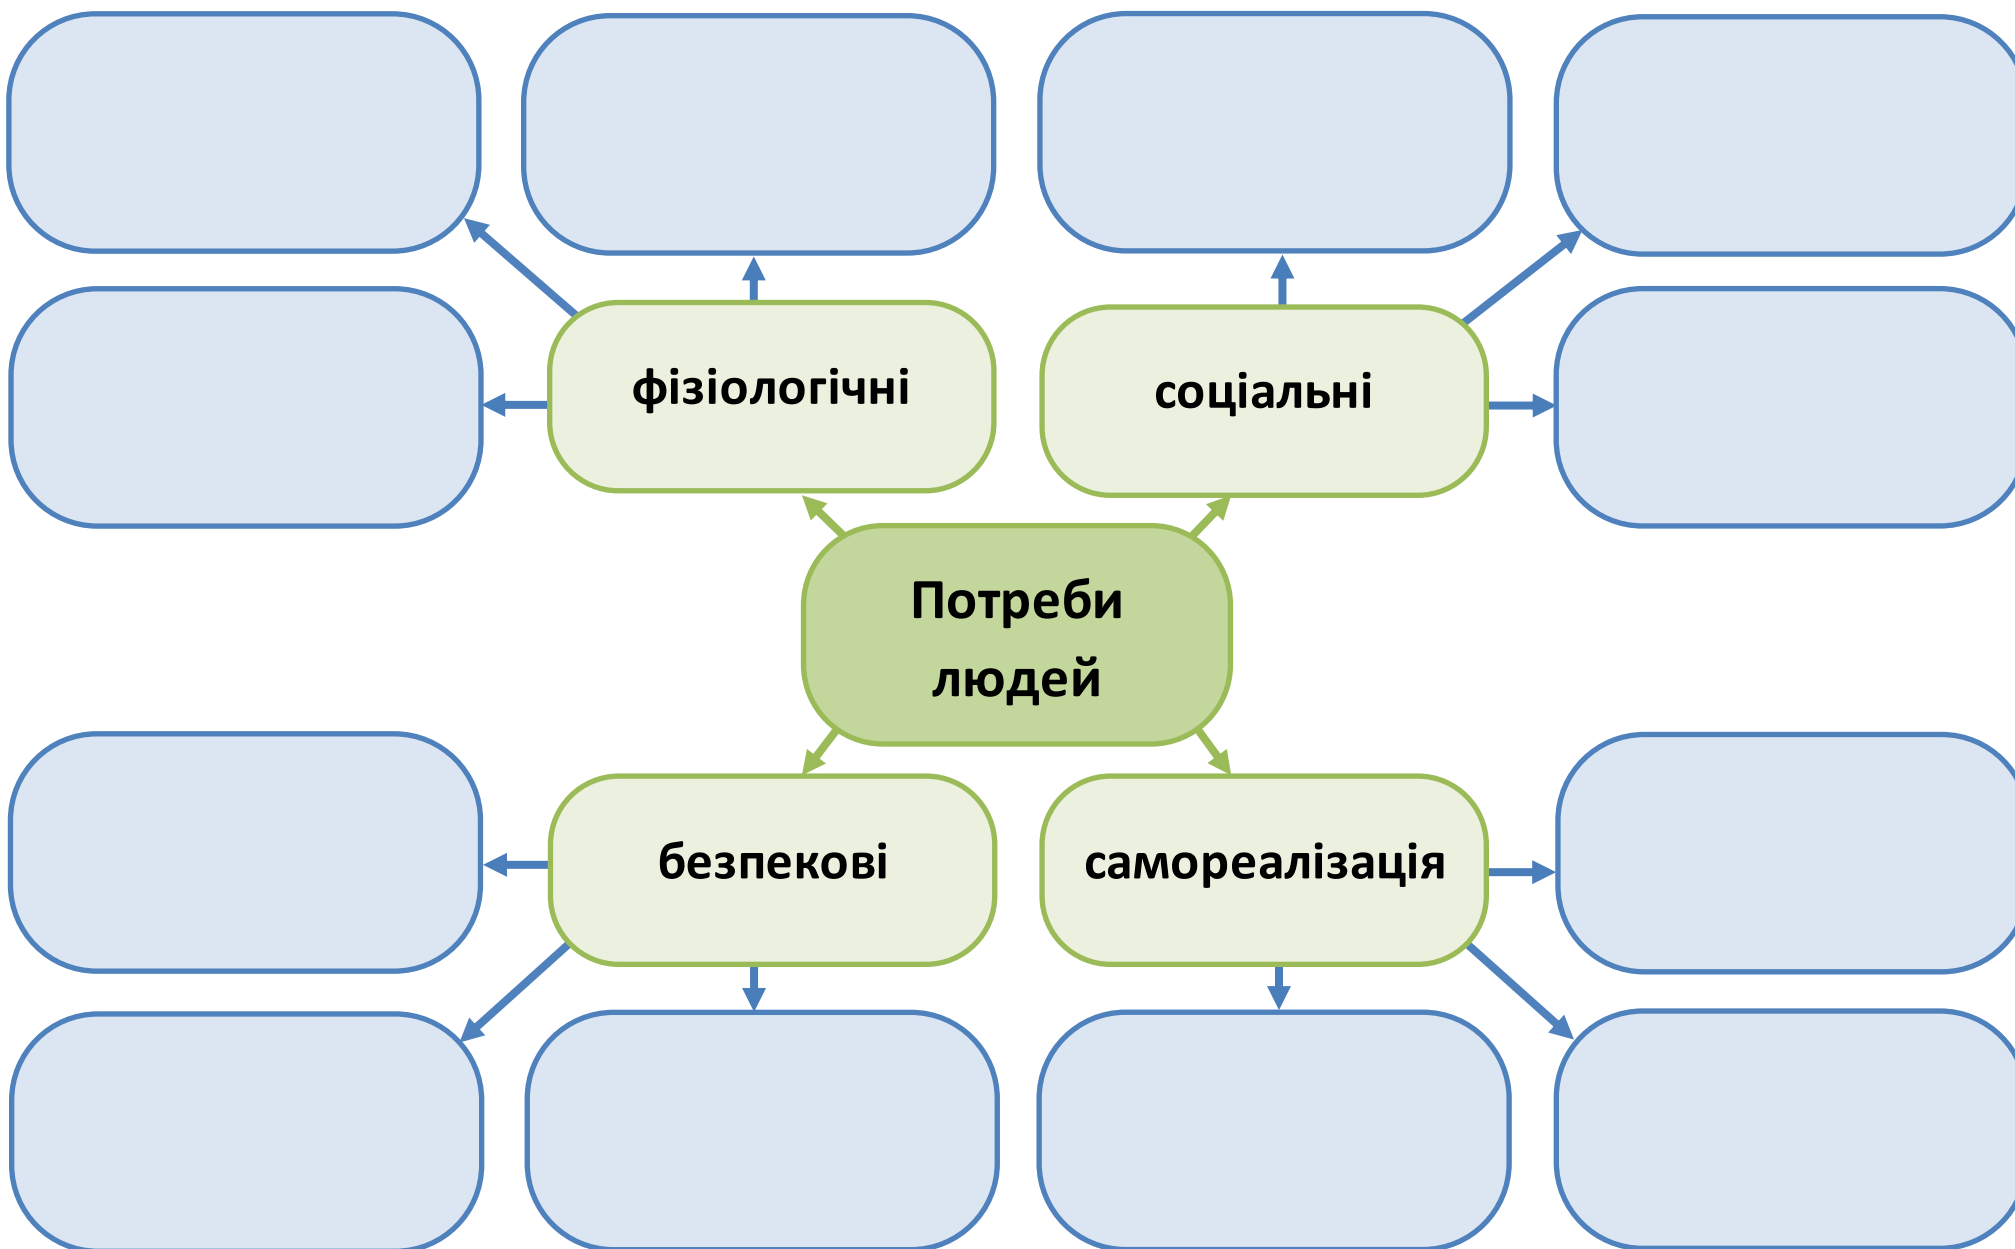 фізіологічні
соціальні
Потреби
людей
безпекові
самореалізація